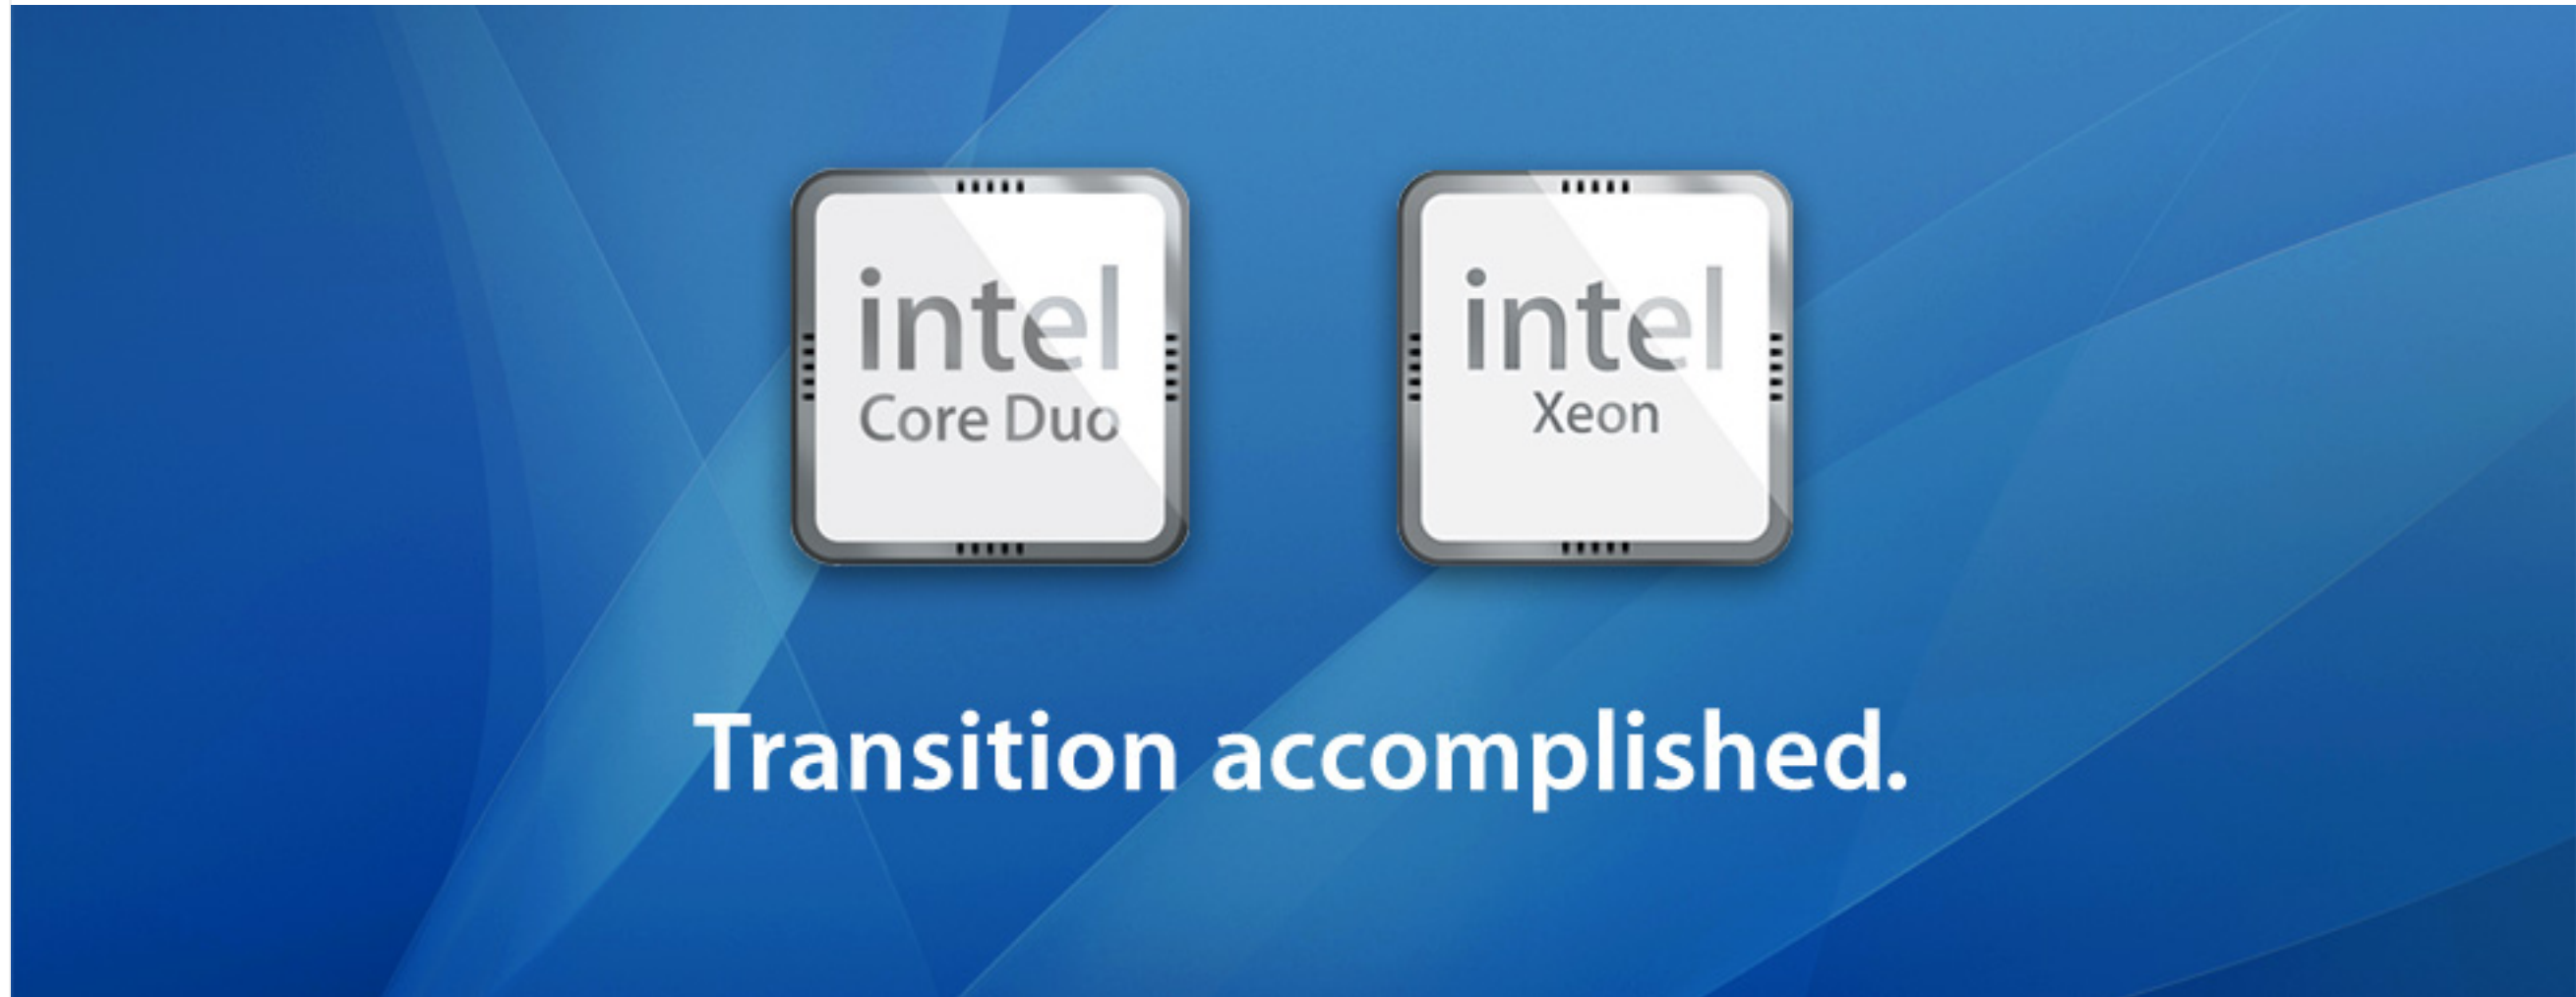 intel
Core Duo
intel
Xeon
Transition accomplished.